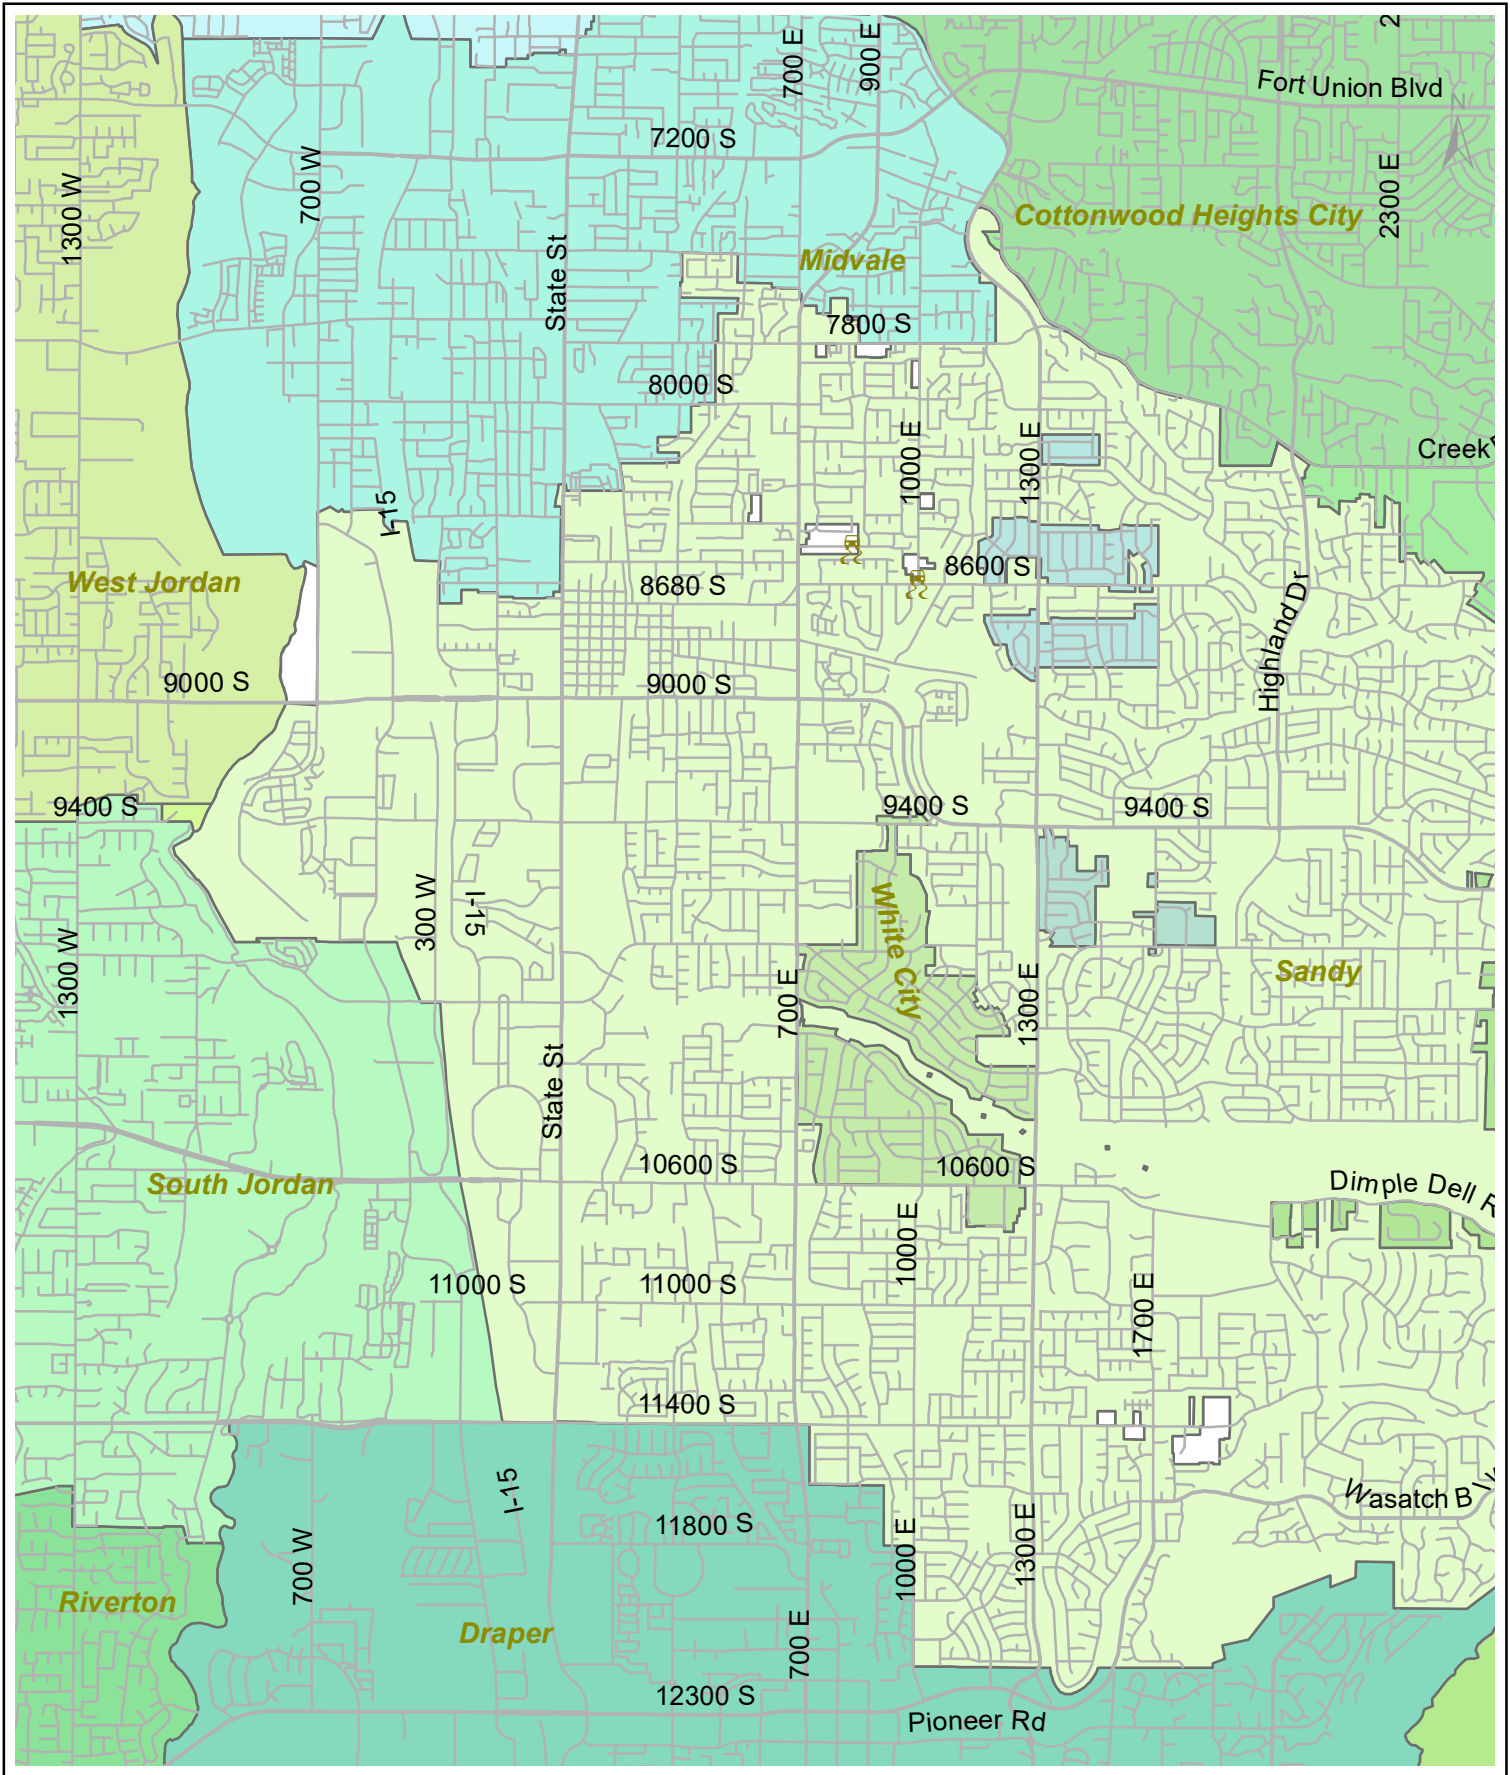 2
700 E
900 E
Fort Union Blvd
N
7200 S
700 W
1300 W
2300 E
Cottonwood Heights City
State St
Midvale
7800 S
8000 S
1000 E
1300 E
Creek
I-15
8600 S
West Jordan
8680 S
Highland Dr
9000 S
9000 S
9400 S
9400 S
9400 S
300 W
I-15
White City
1300 W
700 E
1300 E
Sandy
State St
10600 S
10600 S
South Jordan
Dimple Dell R
1000 E
11000 S
11000 S
1700 E
11400 S
I-15
Wasatch Blv
11800 S
1000 E
1300 E
700 W
Riverton
Draper
700 E
12300 S
Pioneer Rd